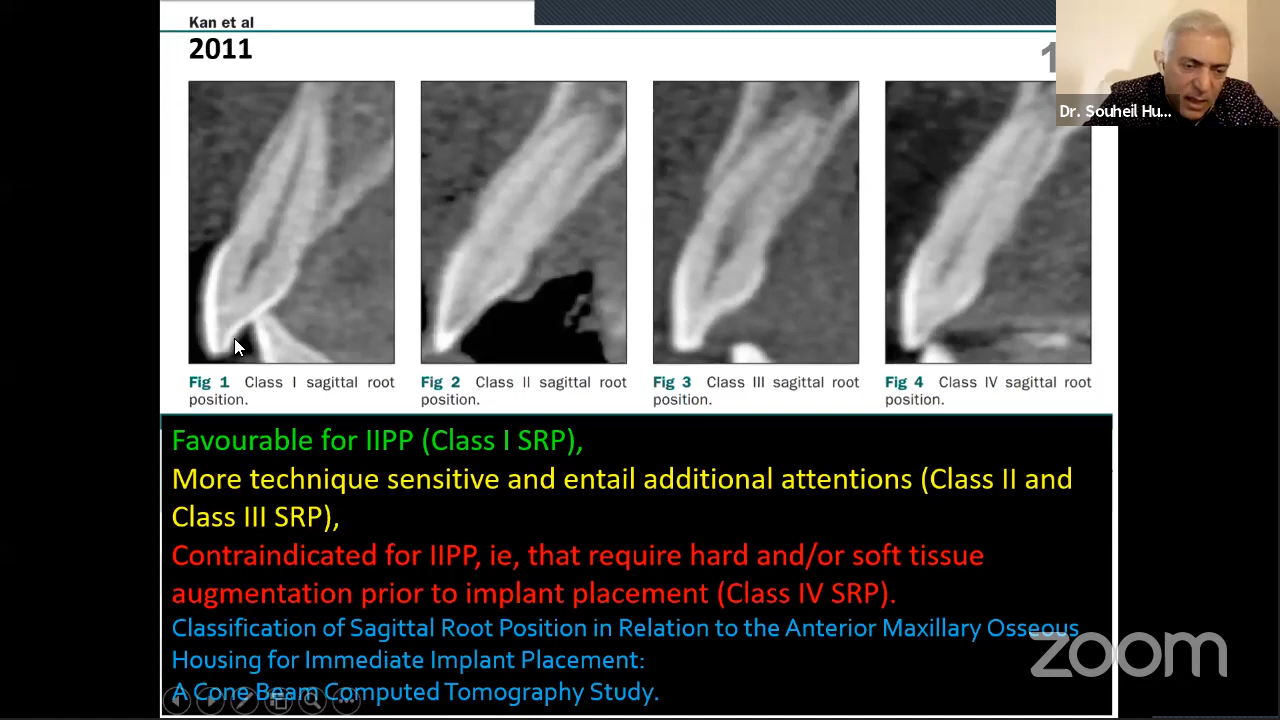 Kan et al
2011
1
Dr. Souheil Hu...
Fig 1 Class I sagittal root
position.
Fig 2 Class II sagittal root
position.
Fig 3 Class III sagittal root
position.
Fig 4 Class IV sagittal root
position.
Favourable for IIPP (Class I SRP),
More technique sensitive and entail additional attentions (Class II and
Class III SRP),
Contraindicated for IIPP, ie, that require hard and/or soft tissue
augmentation prior to implant placement (Class IV SRP).
Classification of Sagittal Root Position in Relation to the Anterior Maxillary Osseous
Housing for Immediate Implant Placement:
A Cone Beam Computed Tomography Study.
zoom